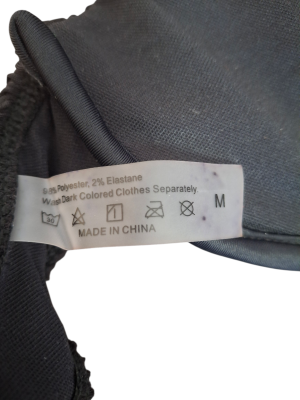 Polyester, 2% Elastane
Dark Colored Clothes Separately
M
MADE IN CHINA